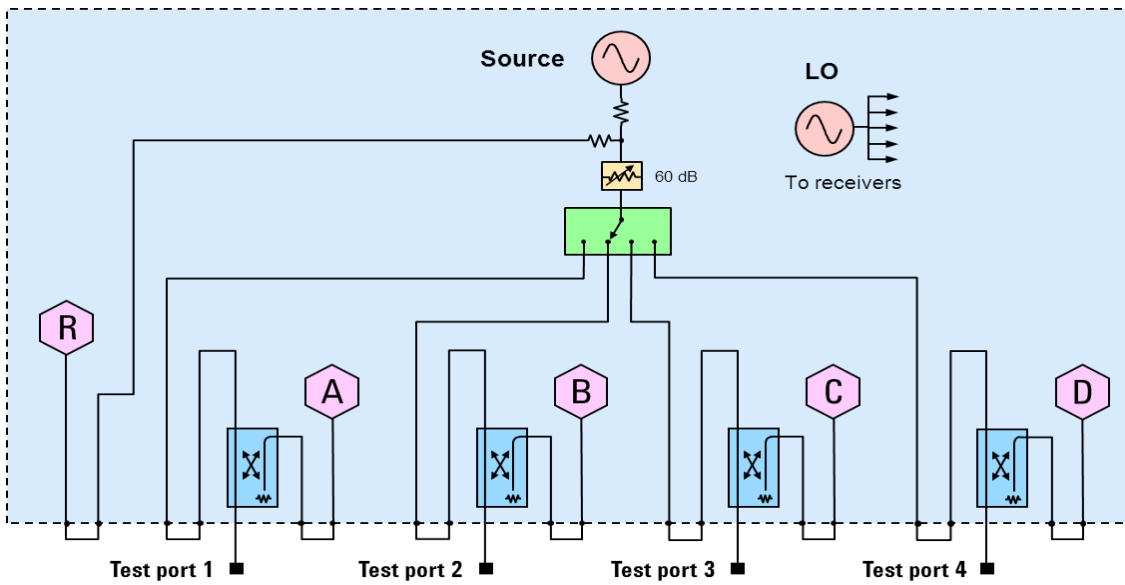 Source
LO
60 dB
To receivers
R
A
B
C
D
Test port 1
Test port 2
Test port 3
Test port 4